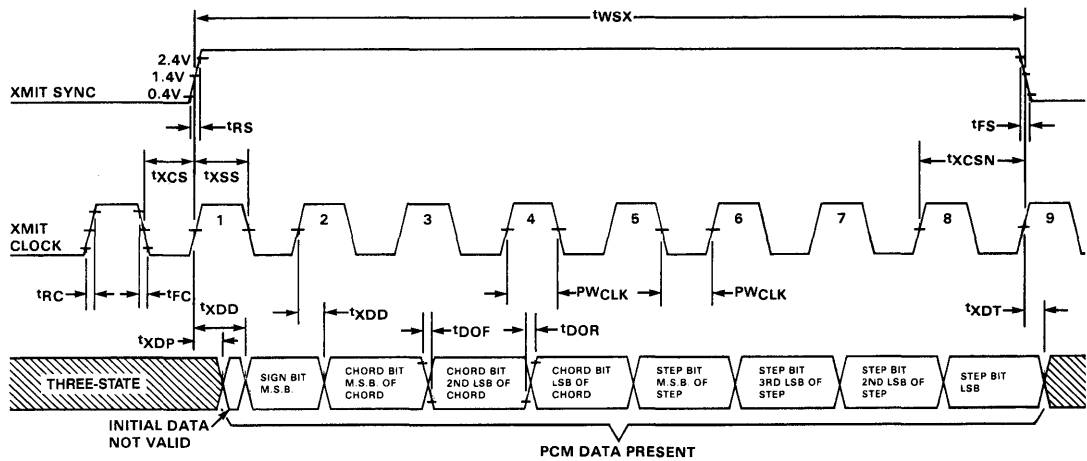 tWSX
2.4V
1.4V
0.4V
XMIT SYNC
tRS
tFS
tXCS
tXSS
tXCSN
XMIT
CLOCK
1
2
3
4
5
6
7
8
9
tRC
tFC
tXDD
tXDD
tXDP
PWCLK
PWCLK
tDOF
tDOR
tXDT
THREE-STATE
SIGN BIT
M.S.B.
CHORD BIT
M.S.B. OF
CHORD
CHORD BIT
2ND LSB OF
CHORD
CHORD BIT
LSB OF
CHORD
STEP BIT
M.S.B. OF
STEP
STEP BIT
3RD LSB OF
STEP
STEP BIT
2ND LSB OF
STEP
STEP BIT
LSB
INITIAL DATA
NOT VALID
PCM DATA PRESENT